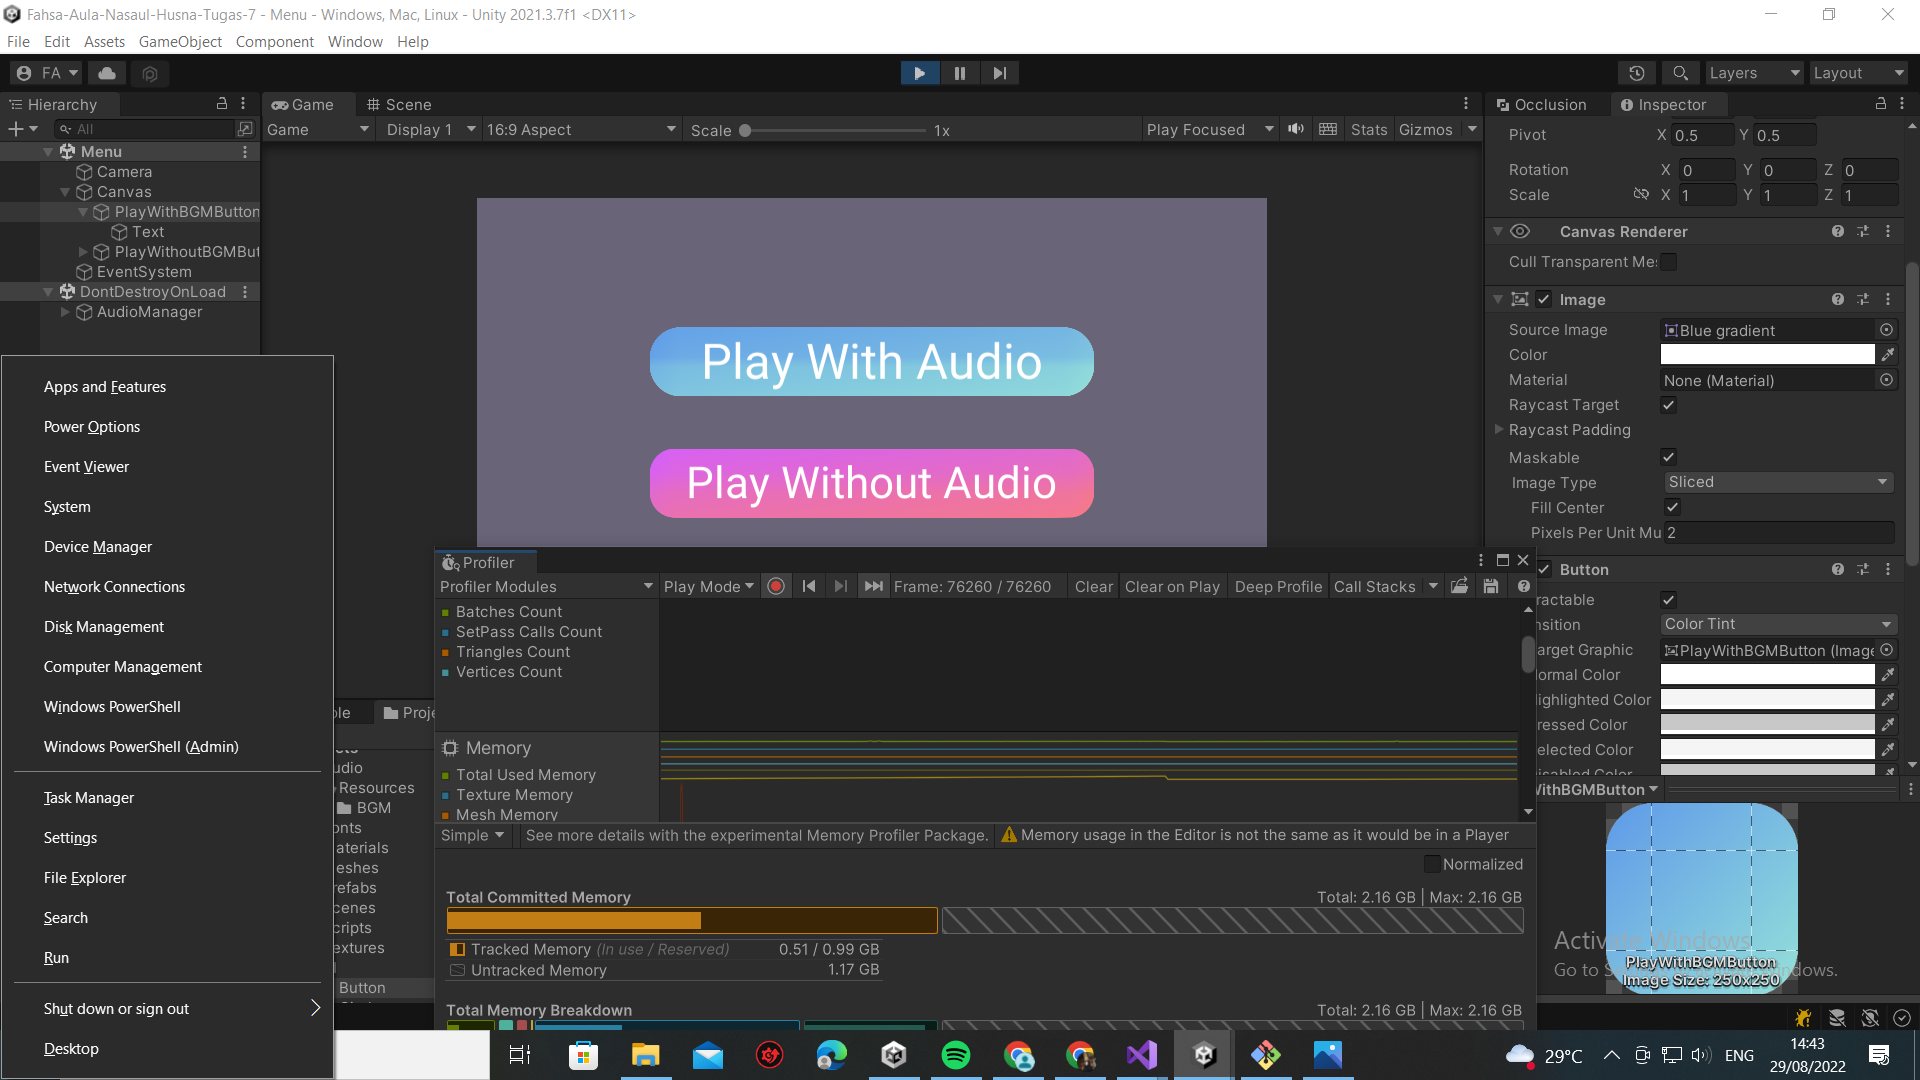 Fahsa-Aula-Nasaul-Husna-Tugas-7 - Menu - Windows, Mac, Linux - Unity 2021.3.7f1 <DX11>
File Edit Assets GameObject Component Window Help
FA Layers Layout
Hierarchy
All
Menu
Camera
Canvas
PlayWithBGMButton
Text
PlayWithoutBGMBut
EventSystem
DontDestroyOnLoad
AudioManager
Game Scene
Game Display 1 16:9 Aspect Scale 1x Play Focused Stats Gizmos
Play With Audio
Play Without Audio
Occlusion Inspector
Pivot X 0.5 Y 0.5
Rotation X 0 Y 0 Z 0
Scale X 1 Y 1 Z 1
Canvas Renderer
Cull Transparent Me
Image
Source Image Blue gradient
Color
Material None (Material)
Raycast Target
Raycast Padding
Maskable
Image Type Sliced
Fill Center
Pixels Per Unit Mu 2
Button
ractable
nsition Color Tint
arget Graphic PlayWithBGMButton (Image
ormal Color
ighlighted Color
ressed Color
elected Color
isabled Color
VithBGMButton
PlayWithBGMButton
Image Size: 250x250
Activate Windows
Go to S
dows.
Apps and Features
Power Options
Event Viewer
System
Device Manager
Network Connections
Disk Management
Computer Management
Windows PowerShell
Windows PowerShell (Admin)
Task Manager
Settings
File Explorer
Search
Run
Shut down or sign out
Desktop
ole Proje
ets
udio
Resources
BGM
onts
aterials
eshes
refabs
cenes
cripts
extures
Button
Profiler
Profiler Modules Play Mode Frame: 76260 / 76260 Clear Clear on Play Deep Profile Call Stacks
Batches Count
SetPass Calls Count
Triangles Count
Vertices Count
Memory
Total Used Memory
Texture Memory
Mesh Memory
Simple See more details with the experimental Memory Profiler Package. Memory usage in the Editor is not the same as it would be in a Player
Normalized
Total Committed Memory Total: 2.16 GB | Max: 2.16 GB
Tracked Memory (In use / Reserved) 0.51 / 0.99 GB
Untracked Memory 1.17 GB
Total Memory Breakdown Total: 2.16 GB | Max: 2.16 GB
29°C ENG 14:43
29/08/2022